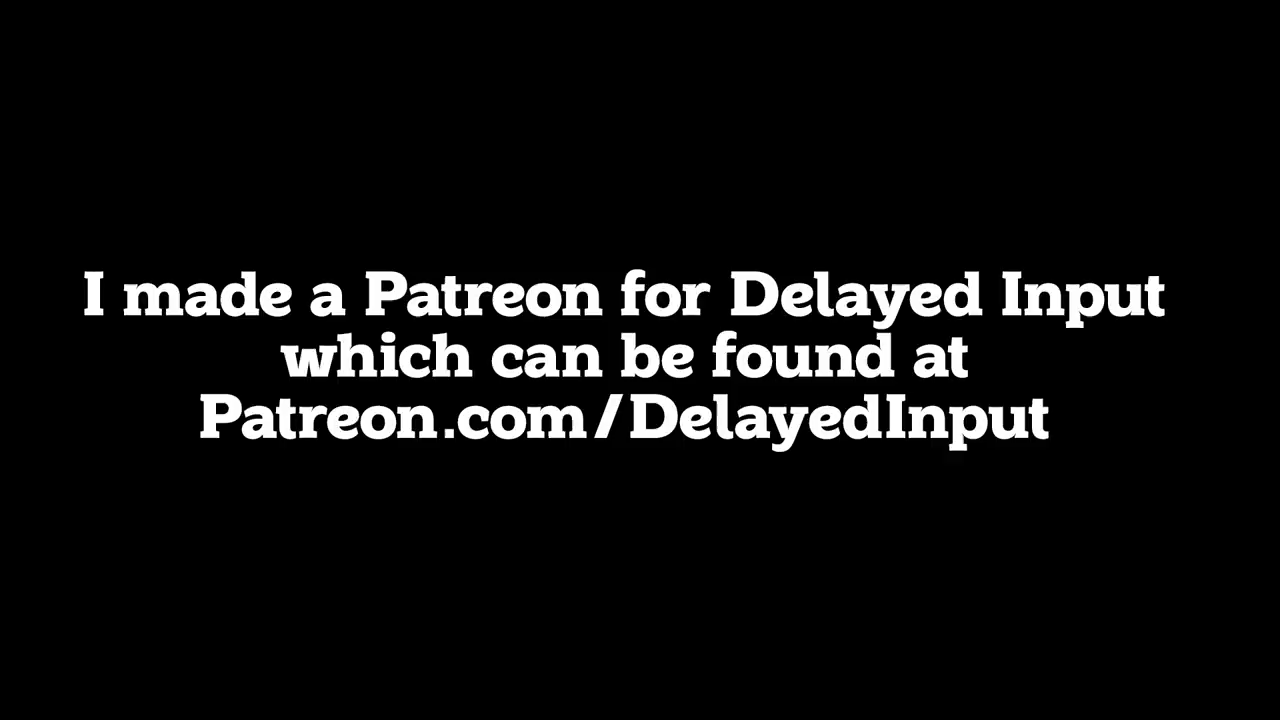 I made a Patreon for Delayed Input
which can be found at
Patreon.com/DelayedInput